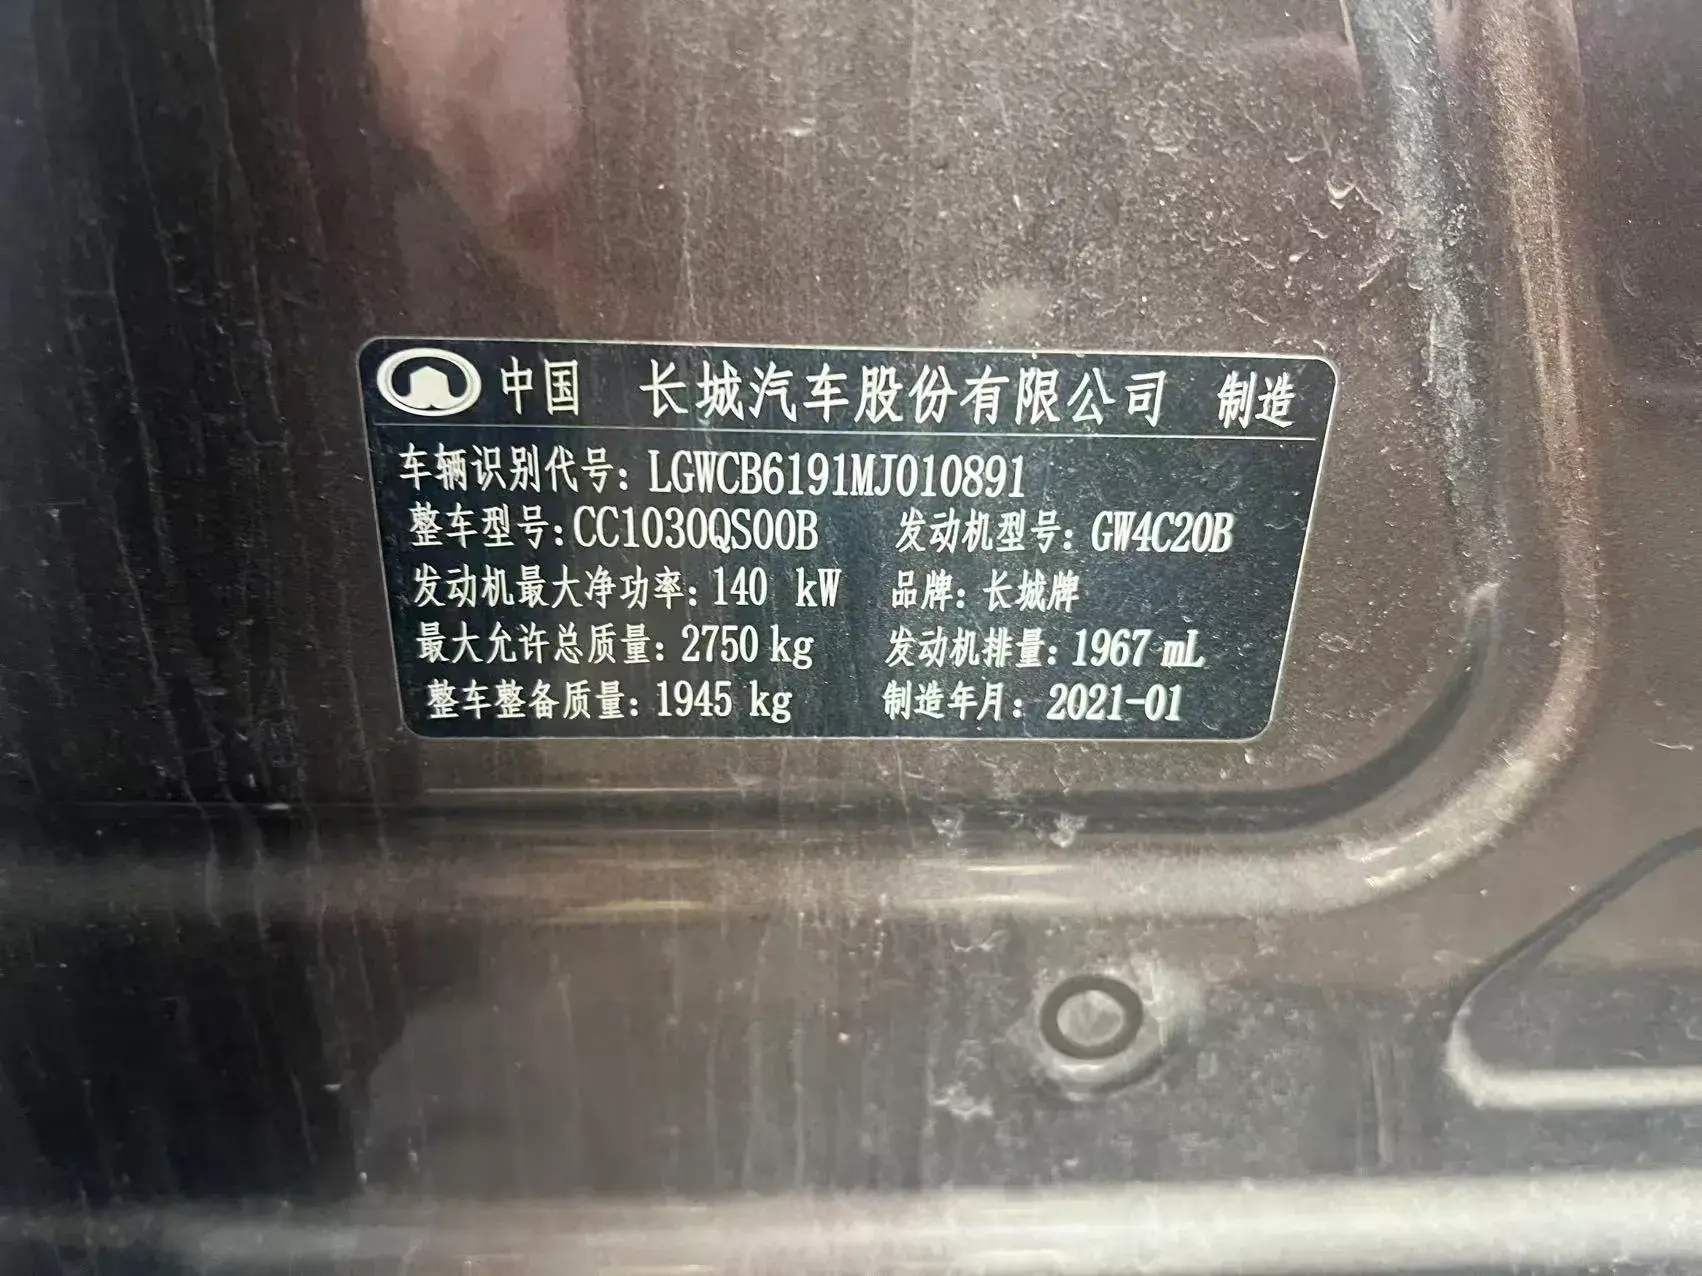 中国 长城汽车股份有限公司 制造
车辆识别代号：LGWCB6191MJ010891
整车型号：CC1030QS00B 发动机型号：GW4C20B
发动机最大净功率：140 kW 品牌：长城牌
最大允许总质量：2750 kg 发动机排量：1967 mL
整车整备质量：1945 kg 制造年月：2021-01